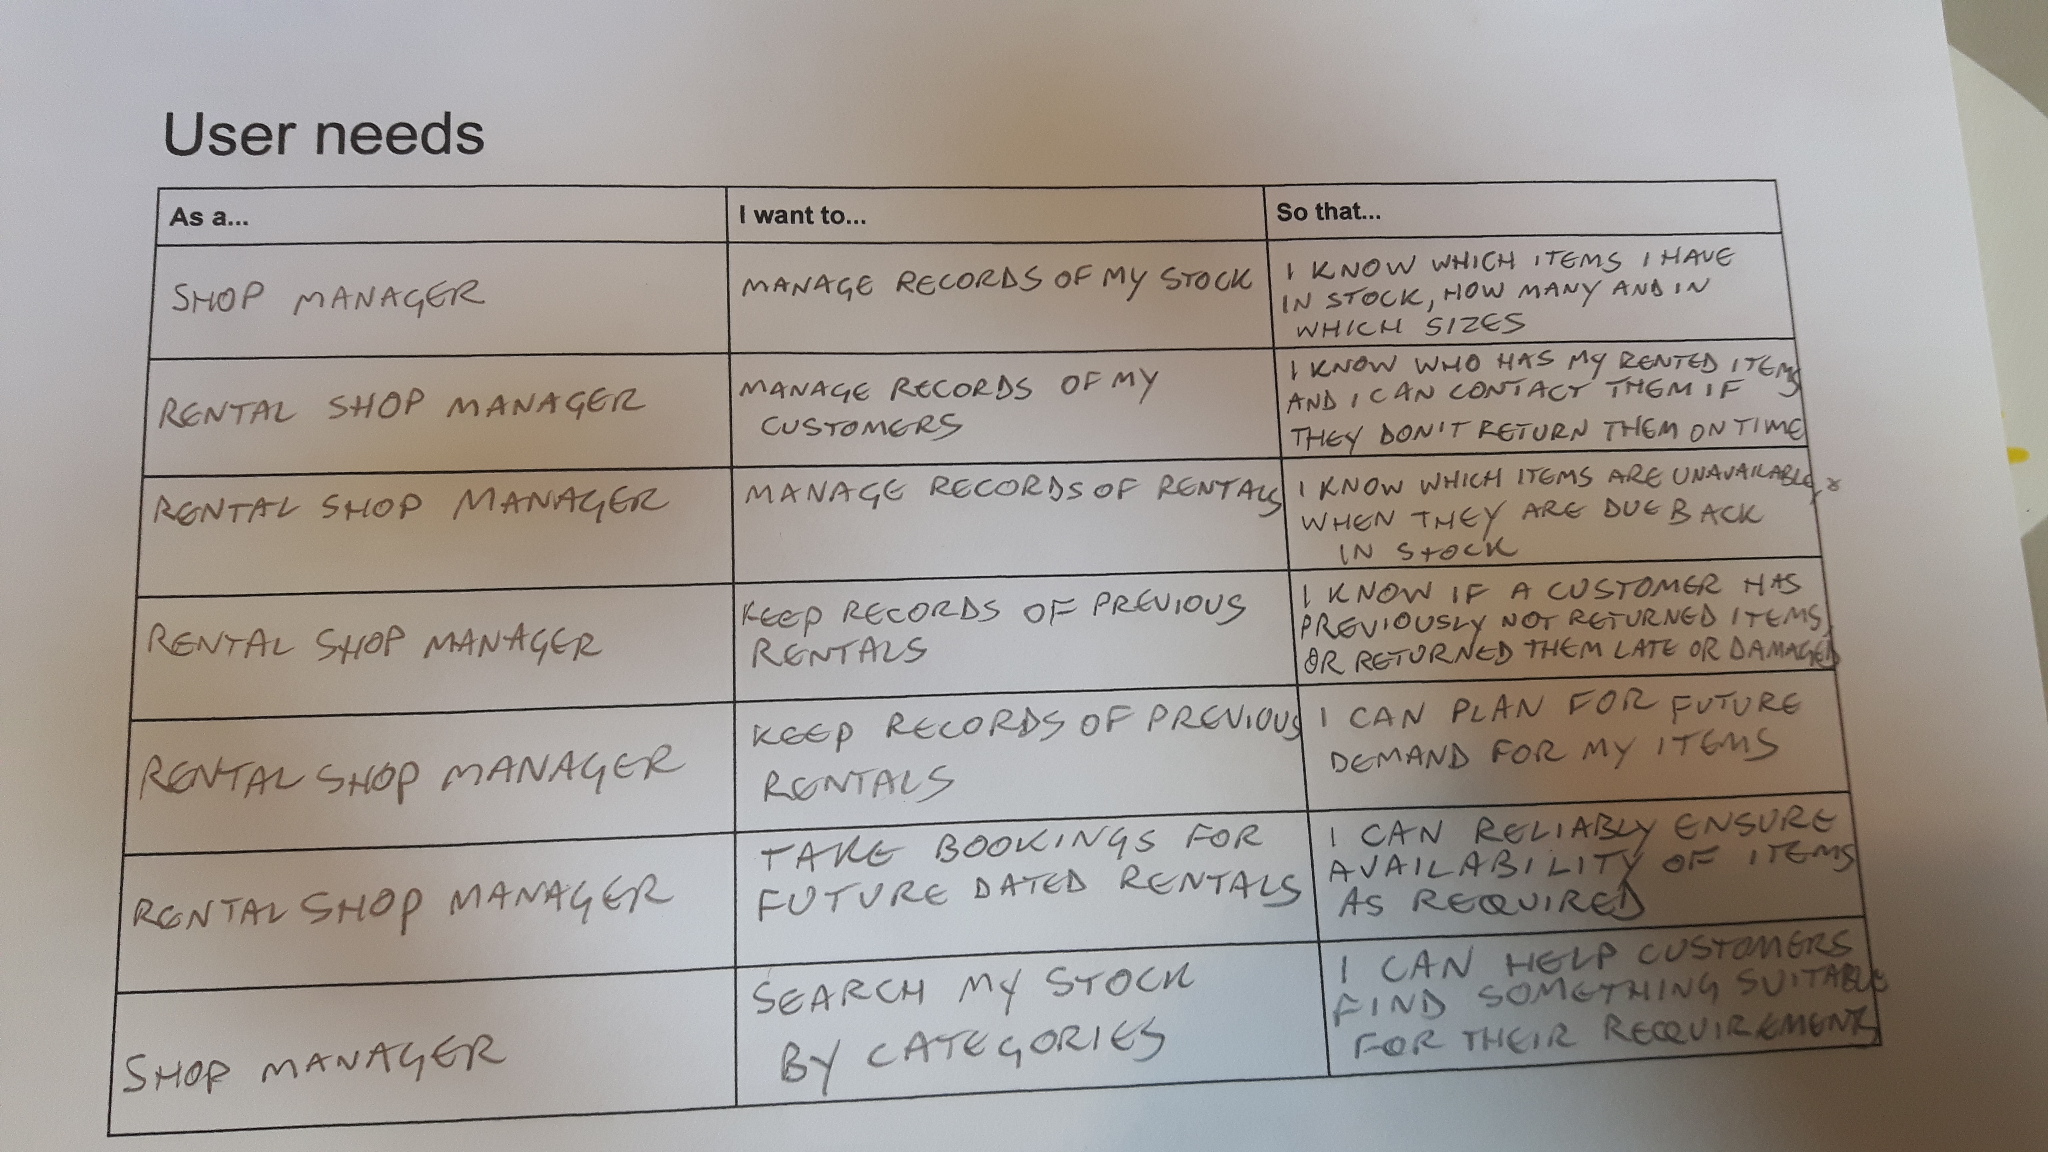 User needs
As a...
I want to...
So that...
SHOP MANAGER
MANAGE RECORDS OF MY STOCK
I KNOW WHICH ITEMS I HAVE
IN STOCK, HOW MANY AND IN
WHICH SIZES
RENTAL SHOP MANAGER
MANAGE RECORDS OF MY
CUSTOMERS
I KNOW WHO HAS MY RENTED ITEMS
AND I CAN CONTACT THEM IF
THEY DON'T RETURN THEM ON TIME
RENTAL SHOP MANAGER
MANAGE RECORDS OF RENTALS
I KNOW WHICH ITEMS ARE UNAVAILABLE, &
WHEN THEY ARE DUE BACK
IN STOCK
RENTAL SHOP MANAGER
KEEP RECORDS OF PREVIOUS
RENTALS
I KNOW IF A CUSTOMER HAS
PREVIOUSLY NOT RETURNED ITEMS,
OR RETURNED THEM LATE OR DAMAGED
RENTAL SHOP MANAGER
KEEP RECORDS OF PREVIOUS
RENTALS
I CAN PLAN FOR FUTURE
DEMAND FOR MY ITEMS
RENTAL SHOP MANAGER
TAKE BOOKINGS FOR
FUTURE DATED RENTALS
I CAN RELIABLY ENSURE
AVAILABILITY OF ITEMS
AS REQUIRED
SHOP MANAGER
SEARCH MY STOCK
BY CATEGORIES
I CAN HELP CUSTOMERS
FIND SOMETHING SUITABLE
FOR THEIR REQUIREMENTS